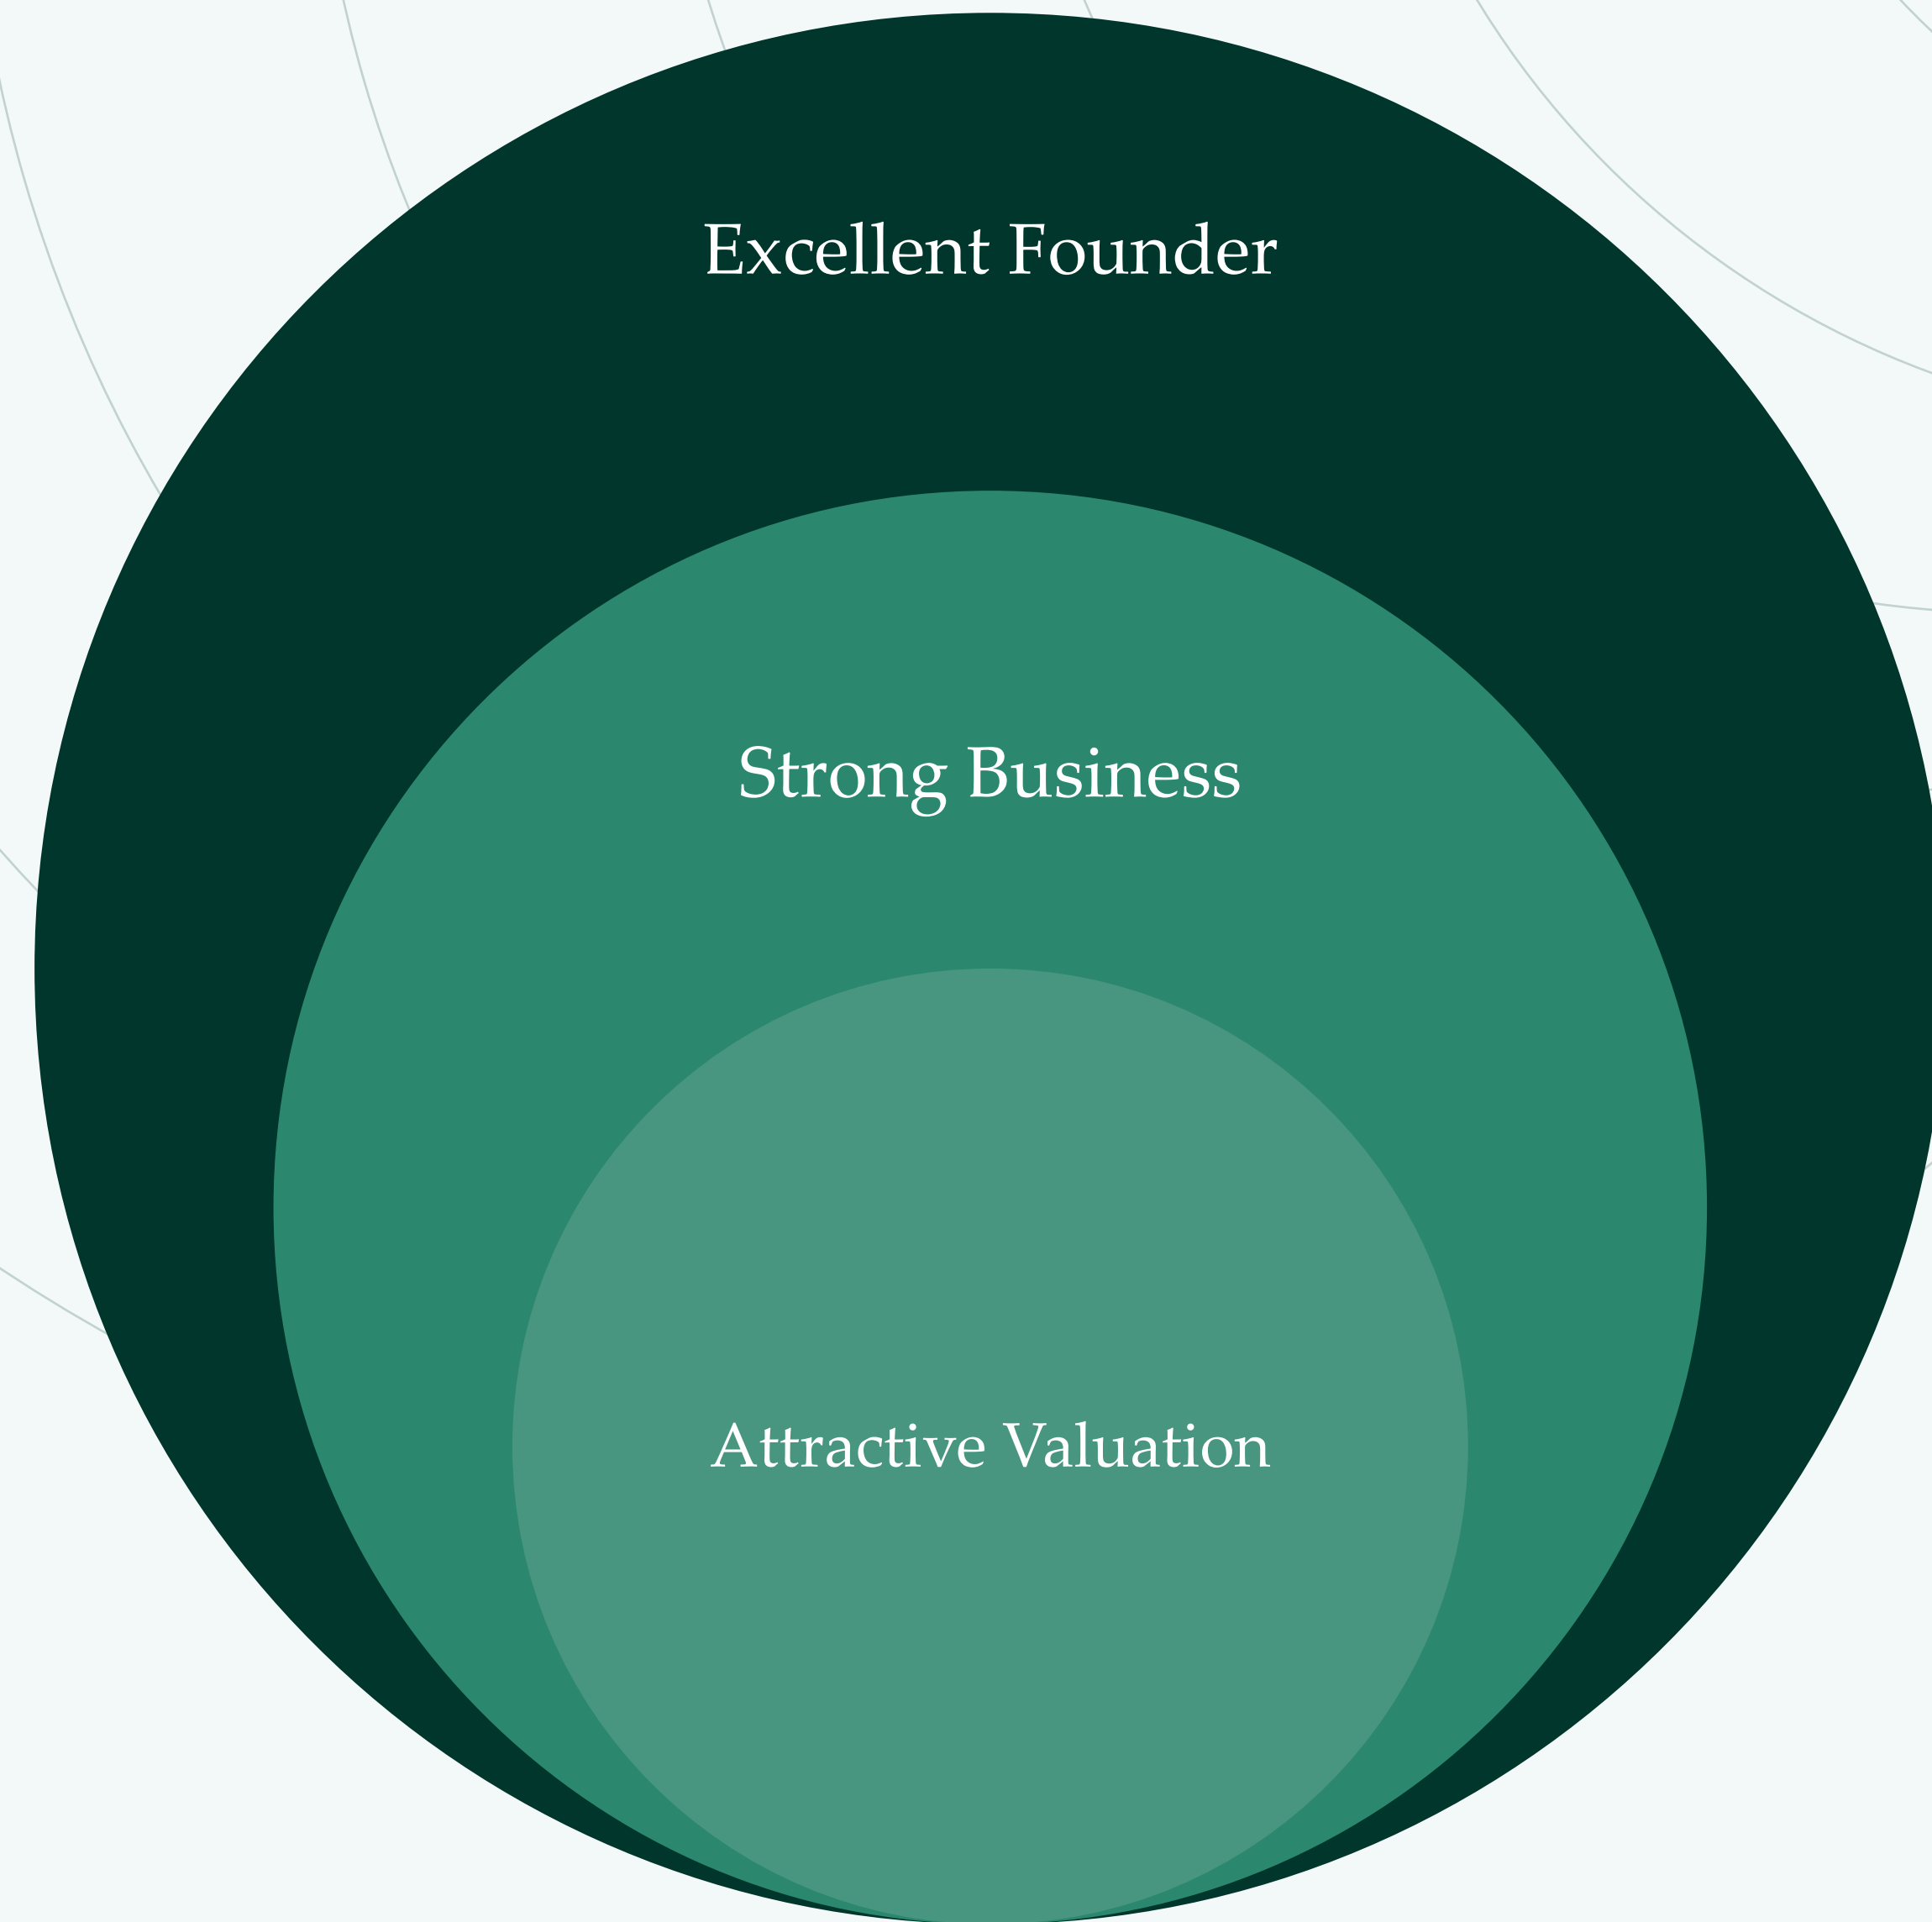 Excellent Founder
Strong Business
Attractive Valuation